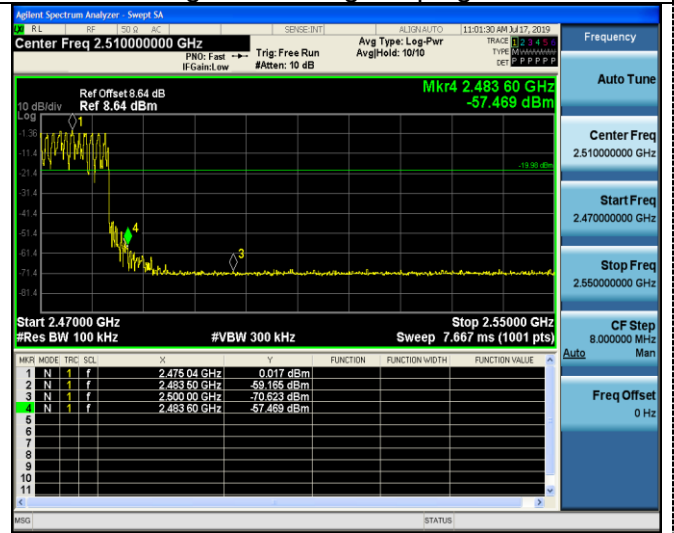 Agilent Spectrum Analyzer - Swept SA
RL RF 50 Ω AC SENSE:INT ALIGNAUTO 11:01:30 AM Jul 17, 2019
Center Freq 2.510000000 GHz
PNO: Fast
IFGain:Low
Trig: Free Run
#Atten: 10 dB
Avg Type: Log-Pwr
Avg|Hold: 10/10
TRACE 1 2 3 4 5 6
TYPE
DET P P P P P P
Frequency
Mkr4 2.483 60 GHz
-57.469 dBm
Ref Offset 8.64 dB
10 dB/div Ref 8.64 dBm
Log
1
-1.36
-11.4
-19.98 dBm
-21.4
-31.4
-41.4
4
-51.4
3
-61.4
-71.4
-81.4
Start 2.47000 GHz Stop 2.55000 GHz
#Res BW 100 kHz #VBW 300 kHz Sweep 7.667 ms (1001 pts)
MKR MODE TRC SCL X Y FUNCTION FUNCTION WIDTH FUNCTION VALUE
1 N 1 f 2.475 04 GHz 0.017 dBm
2 N 1 f 2.483 50 GHz -59.165 dBm
3 N 1 f 2.500 00 GHz -70.623 dBm
4 N 1 f 2.483 60 GHz -57.469 dBm
5
6
7
8
9
10
11
MSG STATUS
Auto Tune
Center Freq
2.510000000 GHz
Start Freq
2.470000000 GHz
Stop Freq
2.550000000 GHz
CF Step
8.000000 MHz
Auto Man
Freq Offset
0 Hz